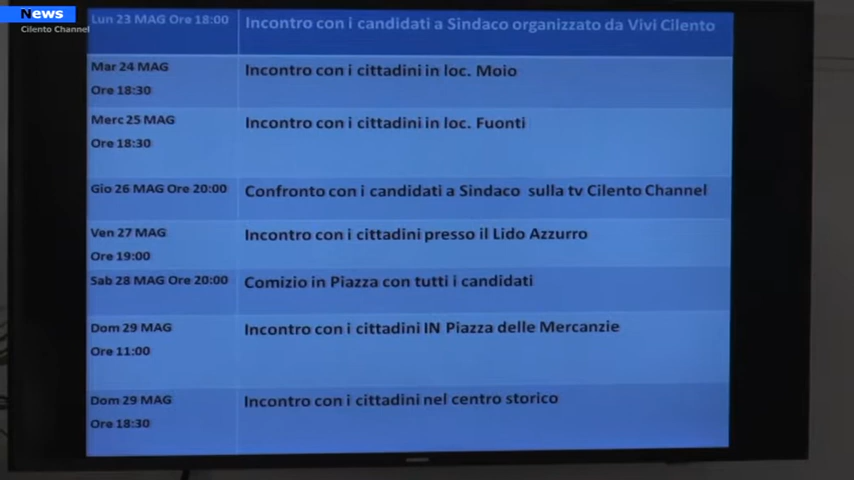 News
Cilento Channel
Lun 23 MAG Ore 18:00 Incontro con i candidati a Sindaco organizzato da Vivi Cilento
Mar 24 MAG
Ore 18:30
Incontro con i cittadini in loc. Moio
Merc 25 MAG
Ore 18:30
Incontro con i cittadini in loc. Fuonti
Gio 26 MAG Ore 20:00 Confronto con i candidati a Sindaco sulla tv Cilento Channel
Ven 27 MAG
Ore 19:00
Incontro con i cittadini presso il Lido Azzurro
Sab 28 MAG Ore 20:00 Comizio in Piazza con tutti i candidati
Dom 29 MAG
Ore 11:00
Incontro con i cittadini IN Piazza delle Mercanzie
Dom 29 MAG
Ore 18:30
Incontro con i cittadini nel centro storico